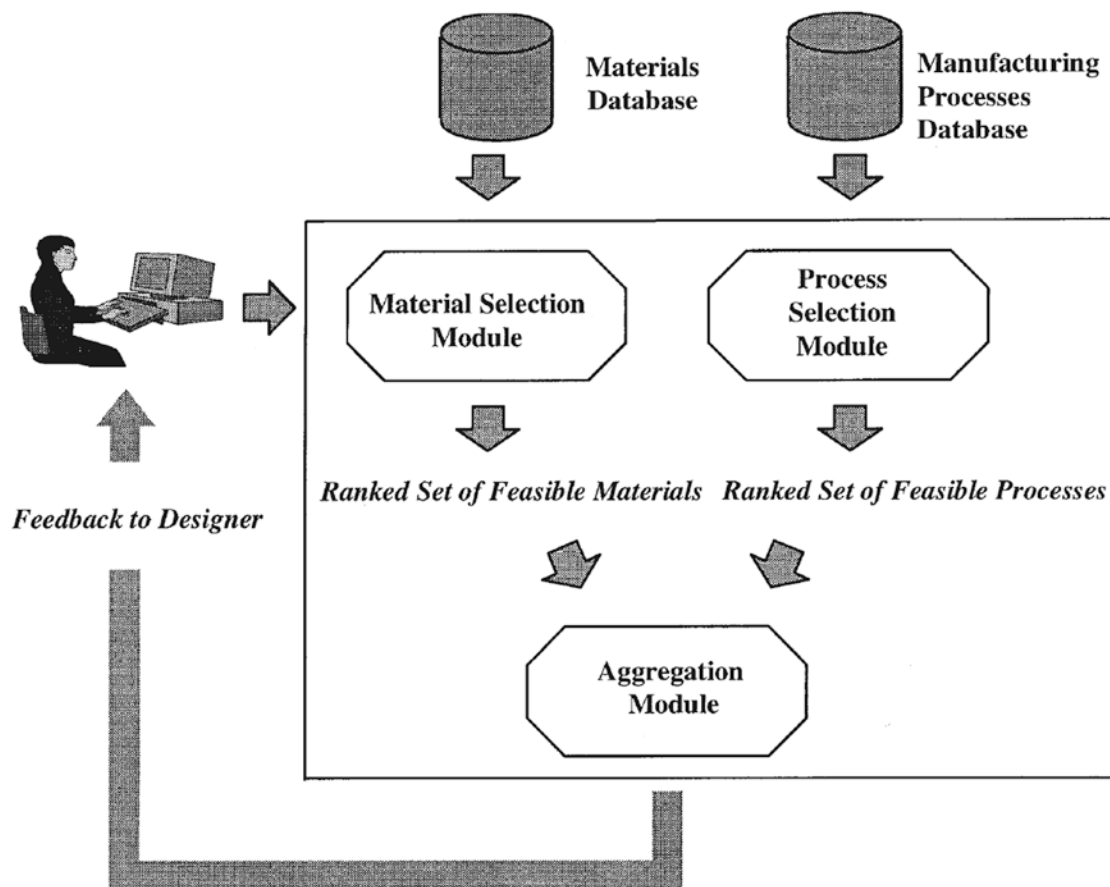 Materials
Database
Manufacturing
Processes
Database
Material Selection
Module
Process
Selection
Module
Ranked Set of Feasible Materials
Ranked Set of Feasible Processes
Feedback to Designer
Aggregation
Module